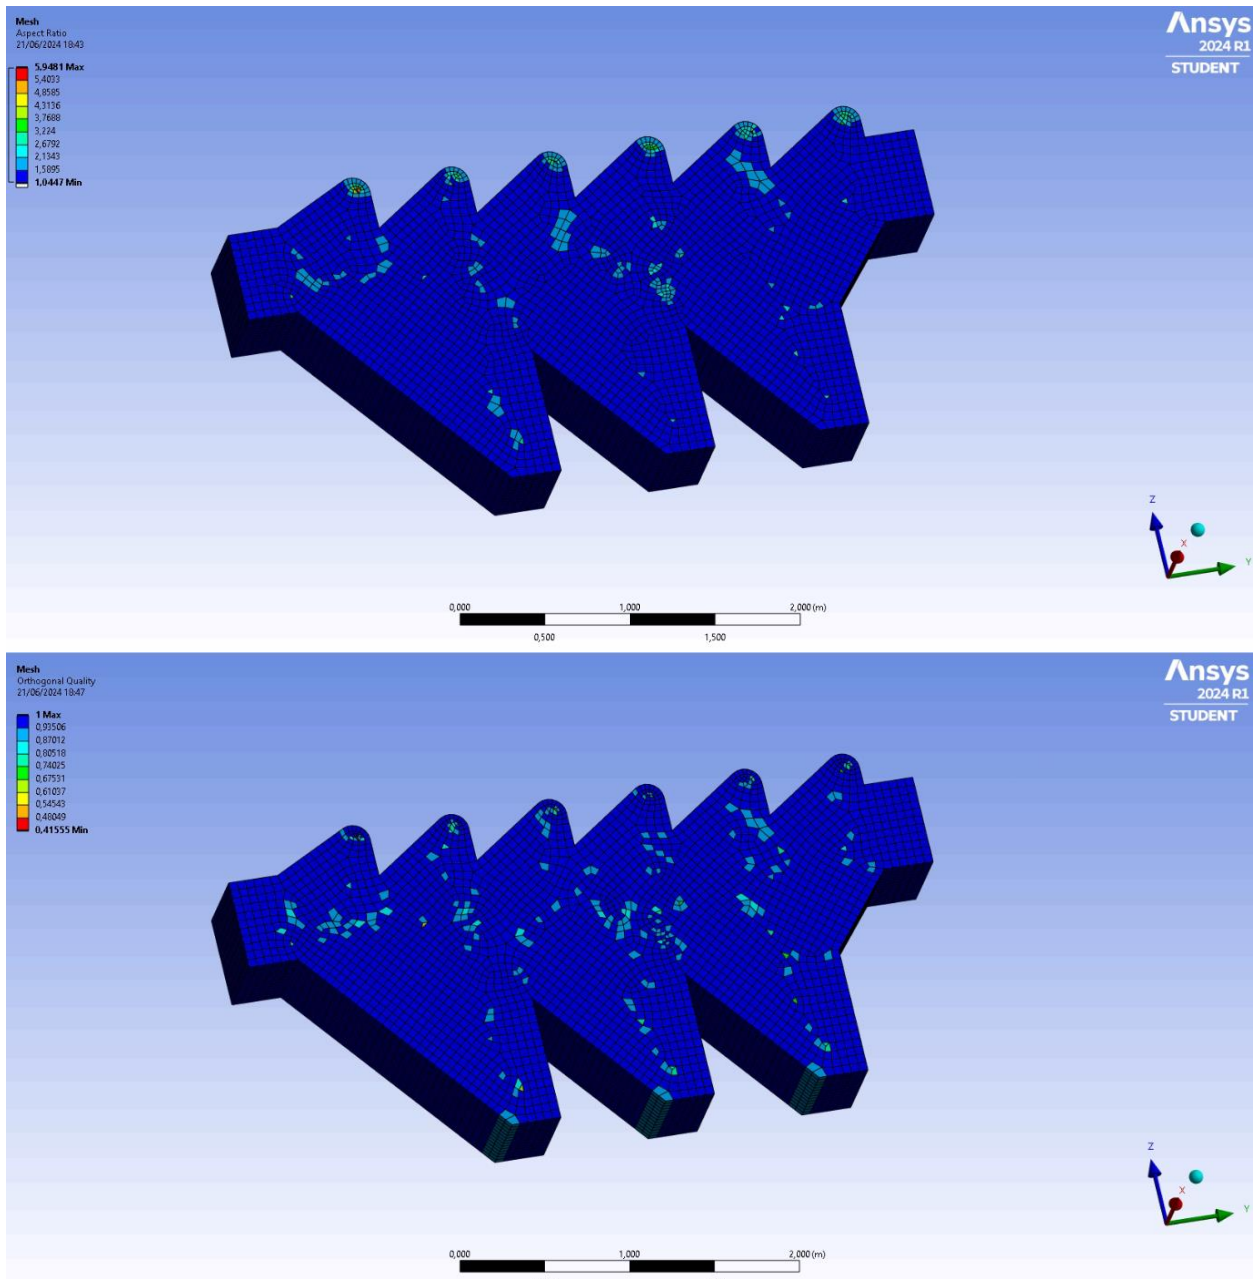 Mesh
Aspect Ratio
21/06/2024 18:43
5,9481 Max
5,4033
4,8585
4,3136
3,7688
3,224
2,6792
2,1343
1,5895
1,0447 Min
Ansys
2024 R1
STUDENT
Z
X
Y
0,000
1,000
2,000 (m)
0,500
1,500
Mesh
Orthogonal Quality
21/06/2024 18:47
1 Max
0,93506
0,87012
0,80518
0,74025
0,67531
0,61037
0,54543
0,48049
0,41555 Min
Ansys
2024 R1
STUDENT
Z
X
Y
0,000
1,000
2,000 (m)